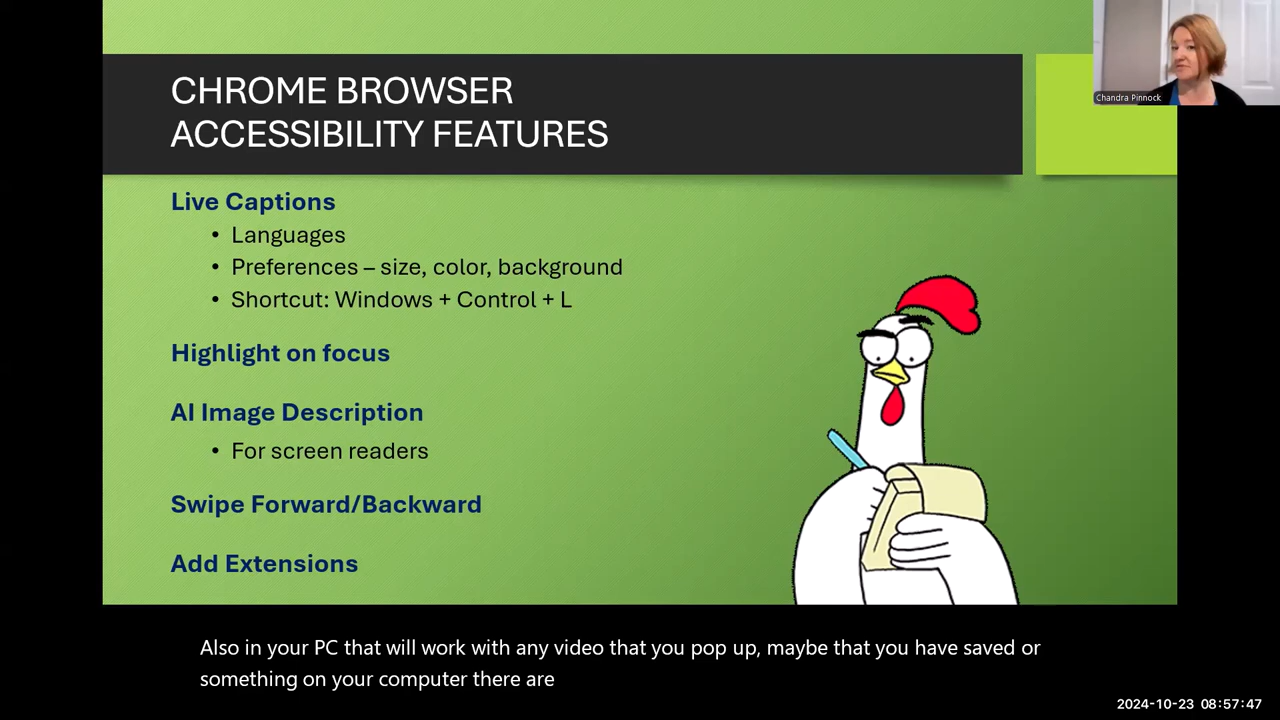 CHROME BROWSER
ACCESSIBILITY FEATURES
Chandra Pinnock
Live Captions
• Languages
• Preferences – size, color, background
• Shortcut: Windows + Control + L
Highlight on focus
AI Image Description
• For screen readers
Swipe Forward/Backward
Add Extensions
Also in your PC that will work with any video that you pop up, maybe that you have saved or
something on your computer there are
2024-10-23 08:57:47